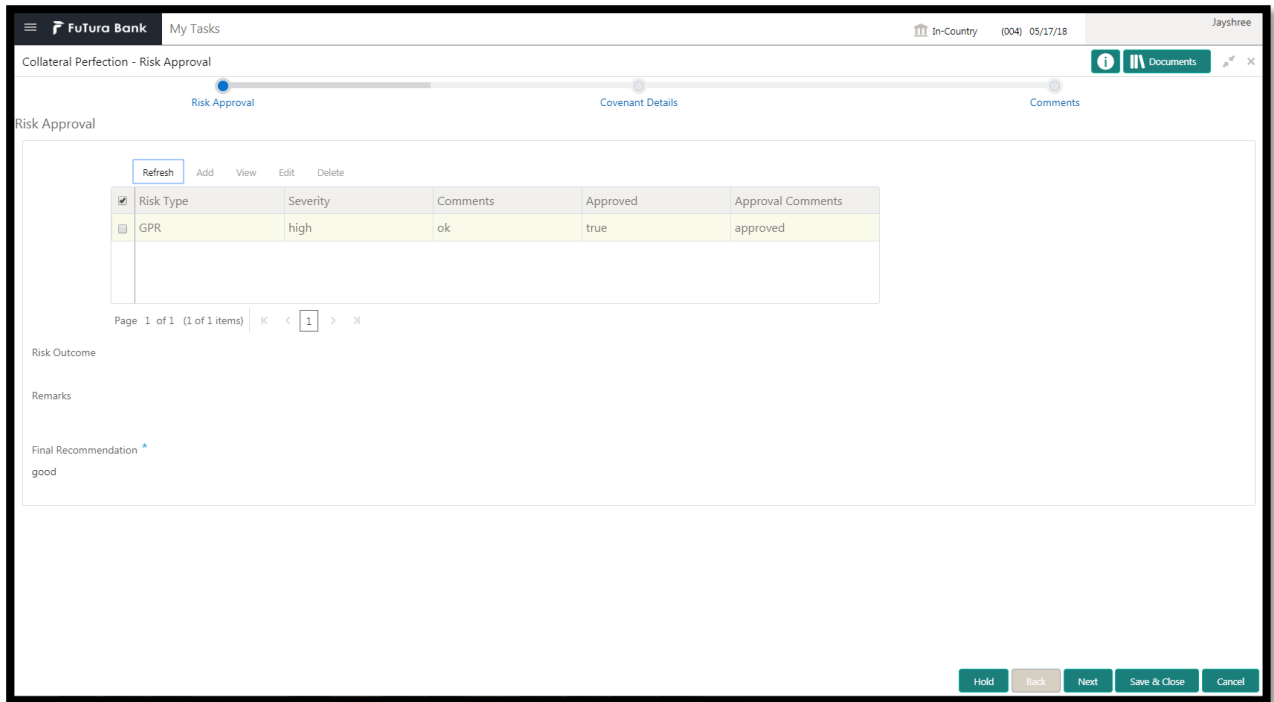 FuTura Bank My Tasks In-Country (004) 05/17/18 Jayshree
Collateral Perfection - Risk Approval Documents
Risk Approval Covenant Details Comments
Risk Approval
Refresh Add View Edit Delete
Risk Type Severity Comments Approved Approval Comments
GPR high ok true approved
Page 1 of 1 (1 of 1 items) 1
Risk Outcome
Remarks
Final Recommendation *
good
Hold Back Next Save & Close Cancel